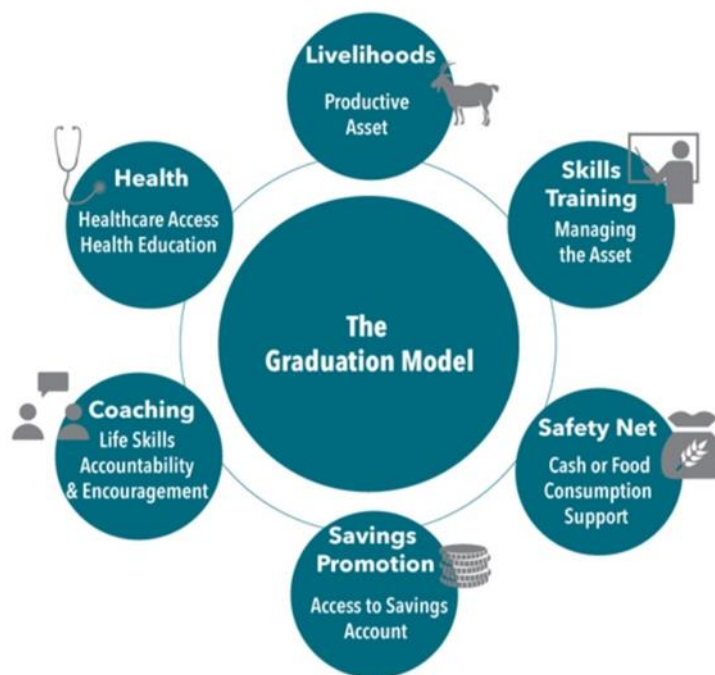 Livelihoods
Productive
Asset
Skills
Training
Managing
the Asset
Safety Net
Cash or Food
Consumption
Support
Savings
Promotion
Access to Savings
Account
Coaching
Life Skills
Accountability
& Encouragement
Health
Healthcare Access
Health Education
The
Graduation Model